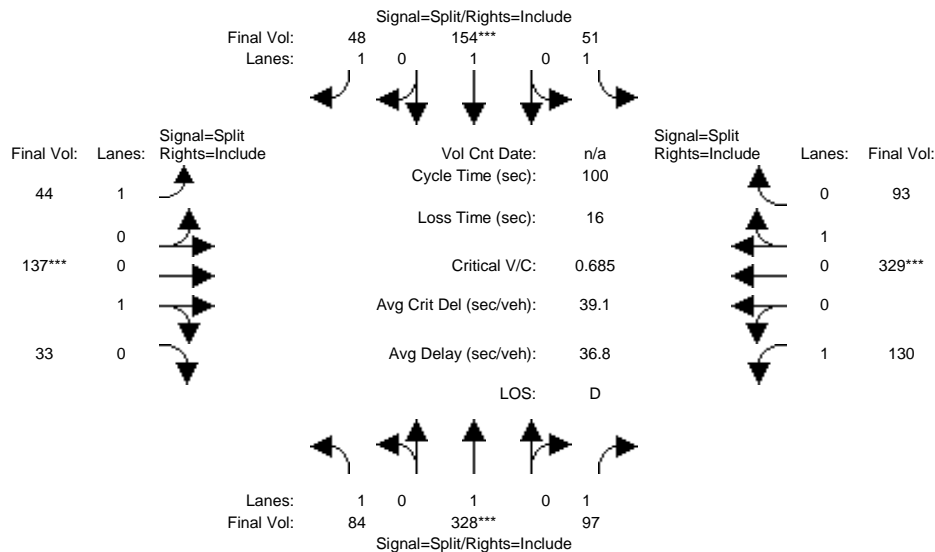 Signal=Split/Rights=Include
Final Vol: 48 154*** 51
Lanes: 1 0 1 0 1
Signal=Split
Final Vol: Lanes: Rights=Include
Vol Cnt Date: n/a
Signal=Split
Rights=Include Lanes: Final Vol:
Cycle Time (sec): 100
44 1
0 93
Loss Time (sec): 16
0
1
137*** 0
Critical V/C: 0.685
0 329***
1
Avg Crit Del (sec/veh): 39.1
0
33 0
Avg Delay (sec/veh): 36.8
1 130
LOS: D
Lanes: 1 0 1 0 1
Final Vol: 84 328*** 97
Signal=Split/Rights=Include